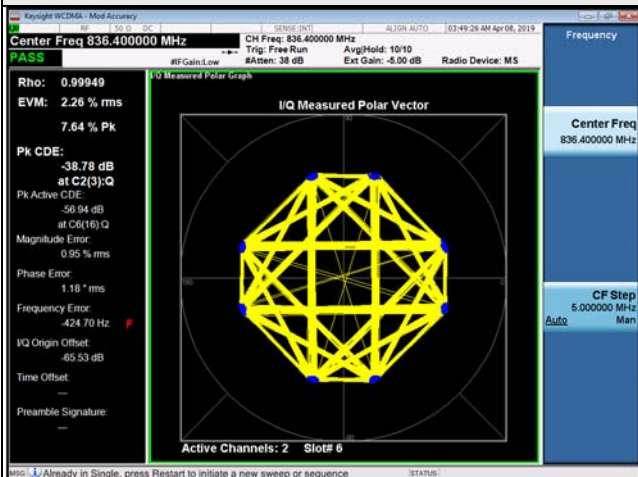 Keysight WCDMA - Mod Accuracy
RF 50 Ω DC SENSE:INT ALIGN AUTO 03:49:26 AM Apr 08, 2019
Center Freq 836.400000 MHz
PASS
#IFGain:Low
CH Freq: 836.400000 MHz
Trig: Free Run Avg|Hold: 10/10
#Atten: 38 dB Ext Gain: -5.00 dB Radio Device: MS
Frequency
Rho: 0.99949
EVM: 2.26 % rms
7.64 % Pk
Pk CDE:
-38.78 dB
at C2(3):Q
Pk Active CDE:
-56.94 dB
at C6(16):Q
Magnitude Error:
0.95 % rms
Phase Error:
1.18 ° rms
Frequency Error:
-424.70 Hz F
I/Q Origin Offset:
-65.53 dB
Time Offset:
---
Preamble Signature:
---
I/Q Measured Polar Graph
I/Q Measured Polar Vector
90
180
0
-90
Active Channels: 2 Slot# 6
Center Freq
836.400000 MHz
CF Step
5.000000 MHz
Auto Man
MSG Already in Single, press Restart to initiate a new sweep or sequence STATUS